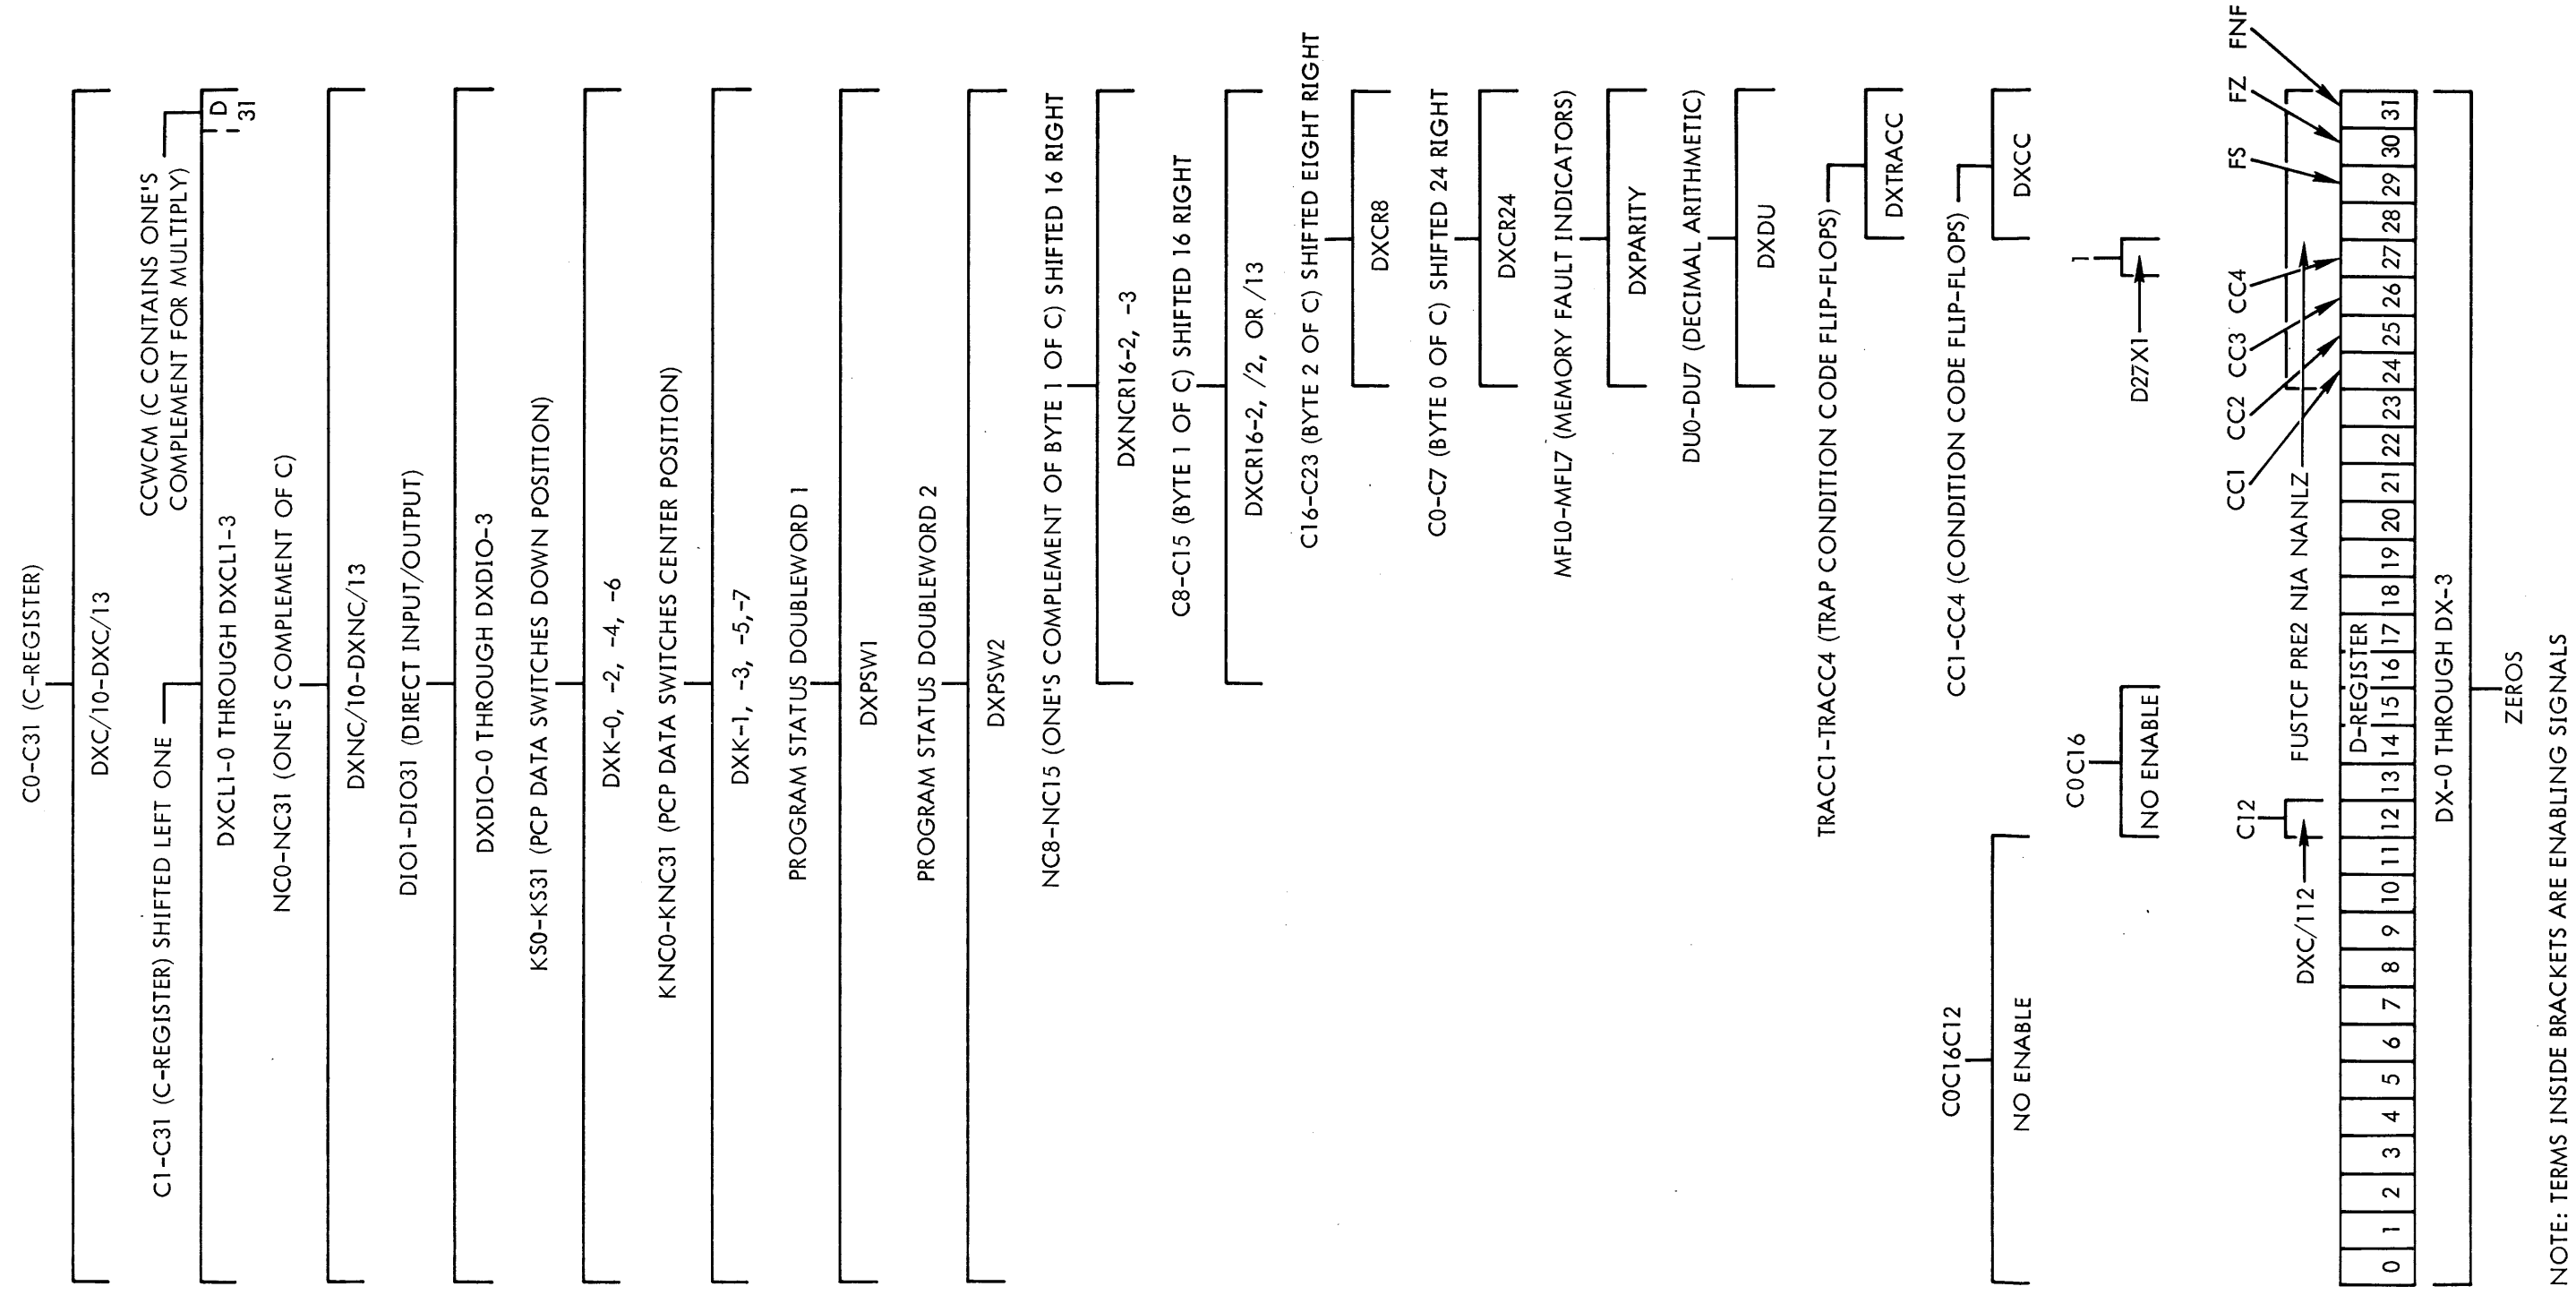 C0-C31 (C-REGISTER)
DXC/10-DXC/13
C1-C31 (C-REGISTER) SHIFTED LEFT ONE
CCWCM (C CONTAINS ONE'S
COMPLEMENT FOR MULTIPLY)
D
31
DXCL1-0 THROUGH DXCL1-3
NC0-NC31 (ONE'S COMPLEMENT OF C)
DXNC/10-DXNC/13
DIO1-DIO31 (DIRECT INPUT/OUTPUT)
DXDIO-0 THROUGH DXDIO-3
KS0-KS31 (PCP DATA SWITCHES DOWN POSITION)
DXK-0, -2, -4, -6
KNC0-KNC31 (PCP DATA SWITCHES CENTER POSITION)
DXK-1, -3, -5,-7
PROGRAM STATUS DOUBLEWORD 1
DXPSW1
PROGRAM STATUS DOUBLEWORD 2
DXPSW2
NC8-NC15 (ONE'S COMPLEMENT OF BYTE 1 OF C) SHIFTED 16 RIGHT
DXNCR16-2, -3
C8-C15 (BYTE 1 OF C) SHIFTED 16 RIGHT
DXCR16-2, /2, OR /13
C16-C23 (BYTE 2 OF C) SHIFTED EIGHT RIGHT
DXCR8
C0-C7 (BYTE 0 OF C) SHIFTED 24 RIGHT
DXCR24
MFL0-MFL7 (MEMORY FAULT INDICATORS)
DXPARITY
DU0-DU7 (DECIMAL ARITHMETIC)
DXDU
TRACC1-TRACC4 (TRAP CONDITION CODE FLIP-FLOPS)
DXTRACC
C0C16C12
CC1-CC4 (CONDITION CODE FLIP-FLOPS)
NO ENABLE
DXCC
C0C16
1
NO ENABLE
D27X1
C12
CC1 CC2 CC3 CC4 FS FZ FNF
DXC/112
FUSTCF PRE2 NIA NANLZ
D-REGISTER
0 1 2 3 4 5 6 7 8 9 10 11 12 13 14 15 16 17 18 19 20 21 22 23 24 25 26 27 28 29 30 31
DX-0 THROUGH DX-3
ZEROS
NOTE: TERMS INSIDE BRACKETS ARE ENABLING SIGNALS